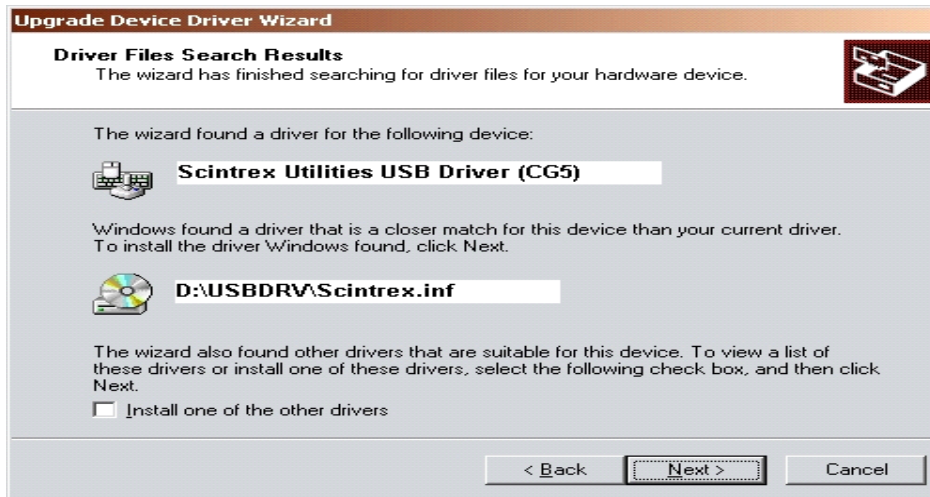 Upgrade Device Driver Wizard
Driver Files Search Results
The wizard has finished searching for driver files for your hardware device.
The wizard found a driver for the following device:
Scintrex Utilities USB Driver (CG5)
Windows found a driver that is a closer match for this device than your current driver.
To install the driver Windows found, click Next.
D:\USBDRV\Scintrex.inf
The wizard also found other drivers that are suitable for this device. To view a list of
these drivers or install one of these drivers, select the following check box, and then click
Next.
Install one of the other drivers
< Back
Next >
Cancel